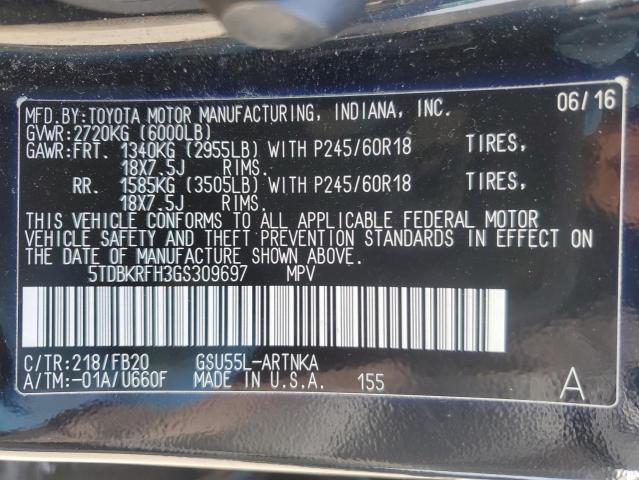 MFD.BY:TOYOTA MOTOR MANUFACTURING, INDIANA, INC. 06/16
GVWR:2720KG (6000LB)
GAWR:FRT. 1340KG (2955LB) WITH P245/60R18 TIRES,
18X7.5J RIMS.
RR. 1585KG (3505LB) WITH P245/60R18 TIRES,
18X7.5J RIMS.
THIS VEHICLE CONFORMS TO ALL APPLICABLE FEDERAL MOTOR
VEHICLE SAFETY AND THEFT PREVENTION STANDARDS IN EFFECT ON
THE DATE OF MANUFACTURE SHOWN ABOVE.
5TDBKRFH3GS309697 MPV
C/TR:218/FB20 GSU55L-ARTNKA
A/TM:-01A/U660F MADE IN U.S.A. 155 A